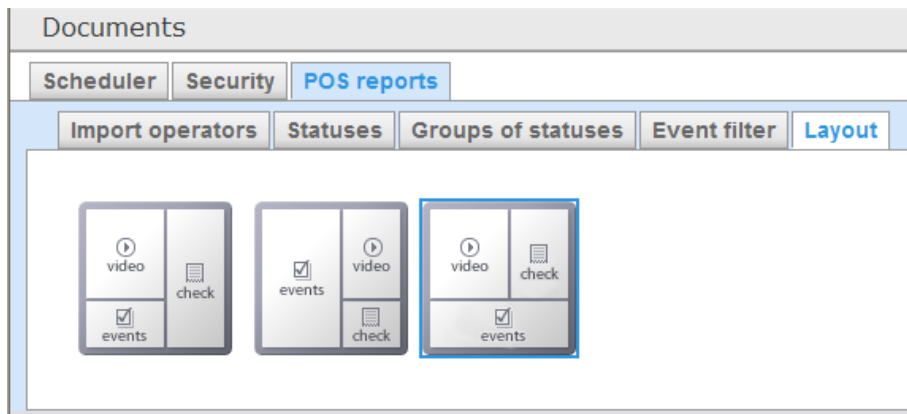 Documents
Scheduler Security POS reports
Import operators Statuses Groups of statuses Event filter Layout
video check events
events video check
video check events